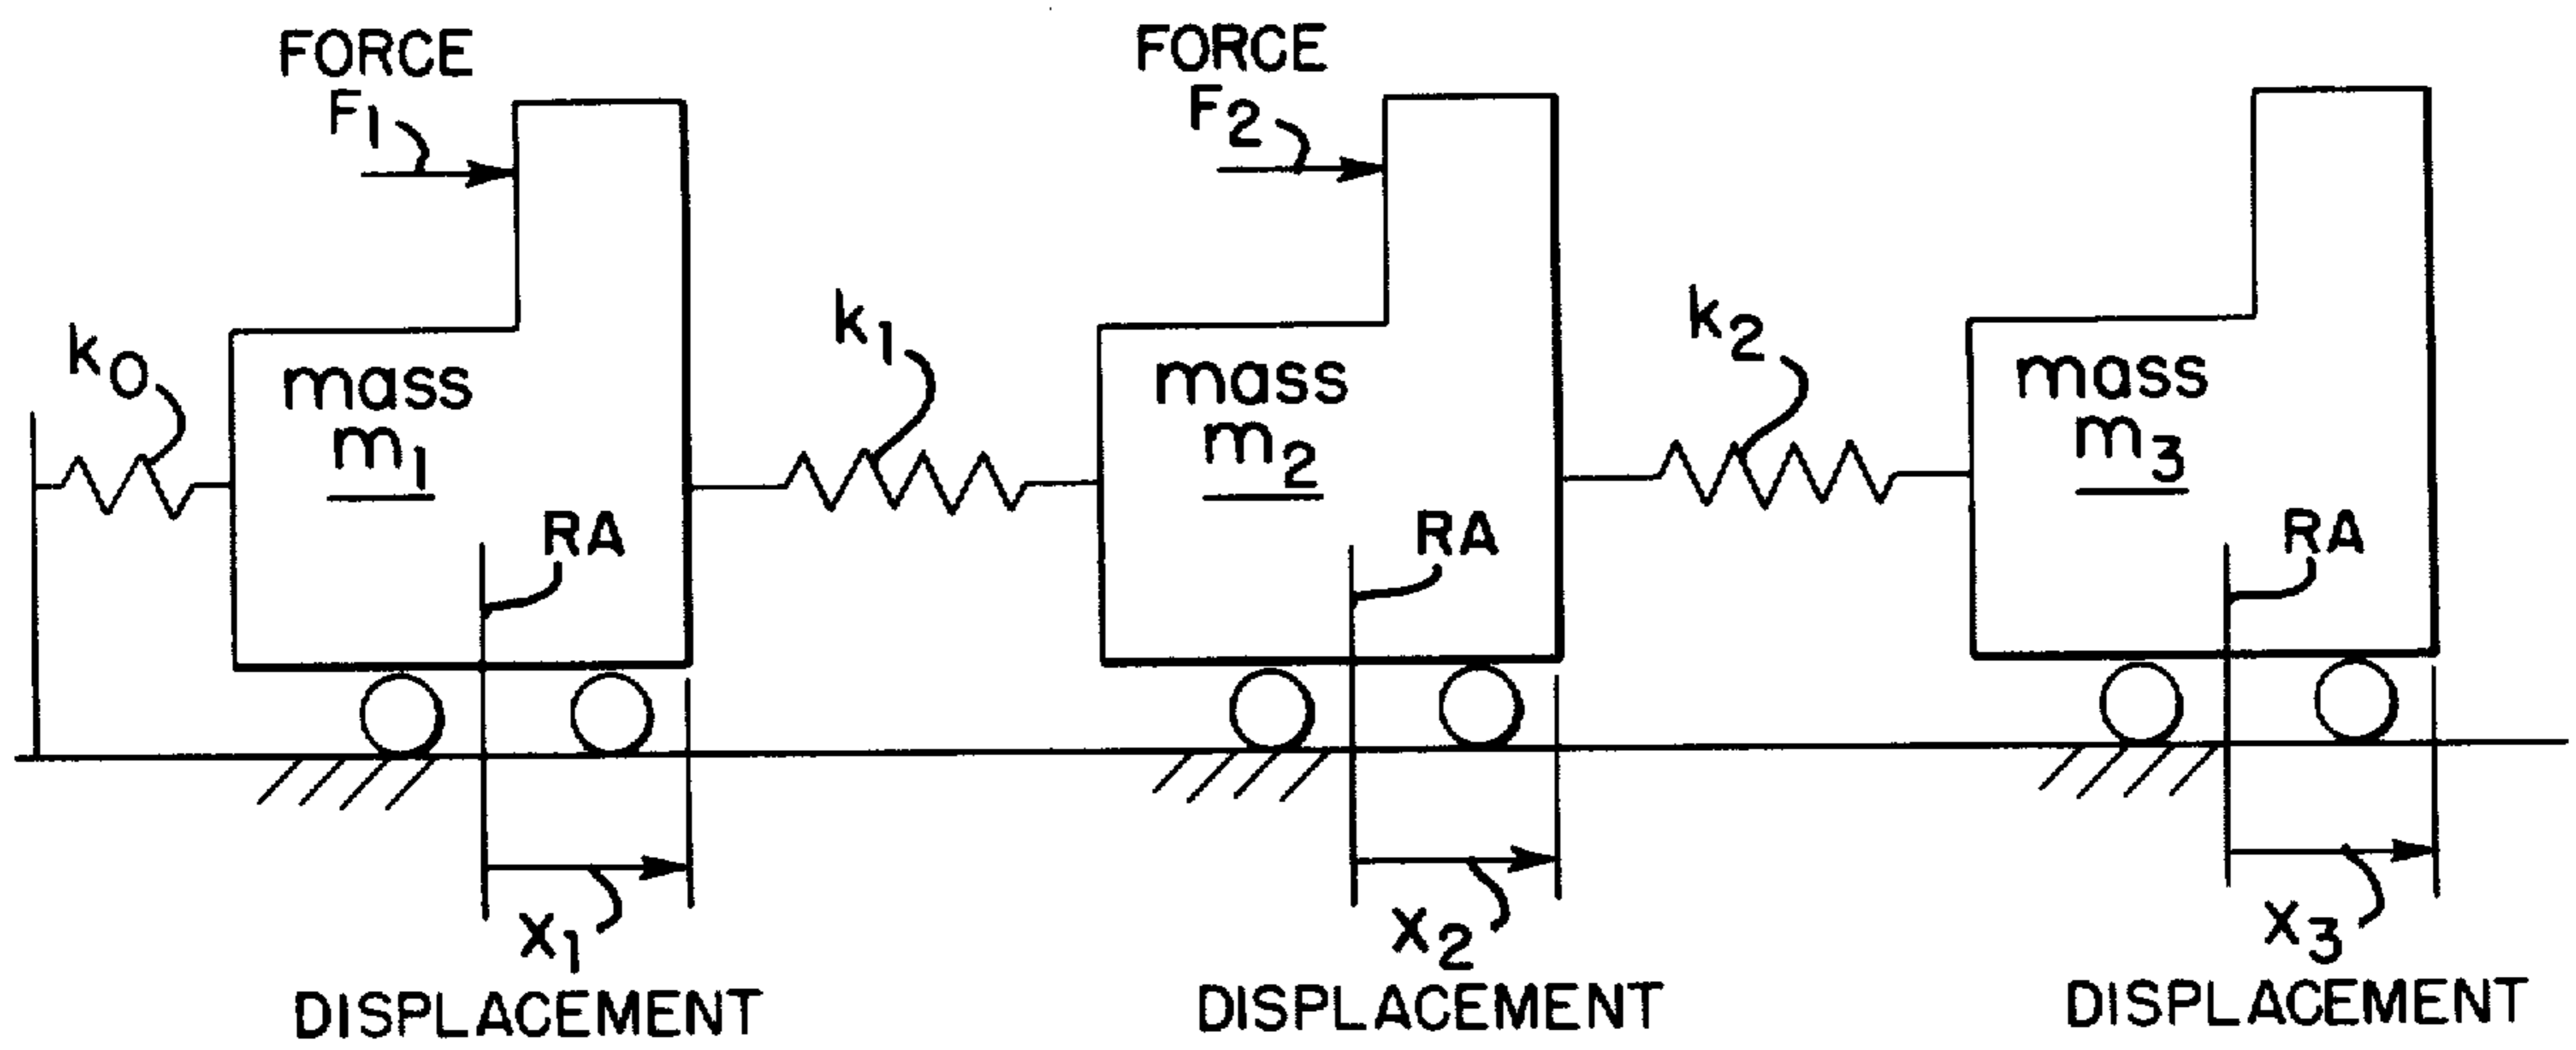 FORCE
F1
FORCE
F2
k0
mass
m1
k1
mass
m2
k2
mass
m3
RA
RA
RA
x1
DISPLACEMENT
x2
DISPLACEMENT
x3
DISPLACEMENT